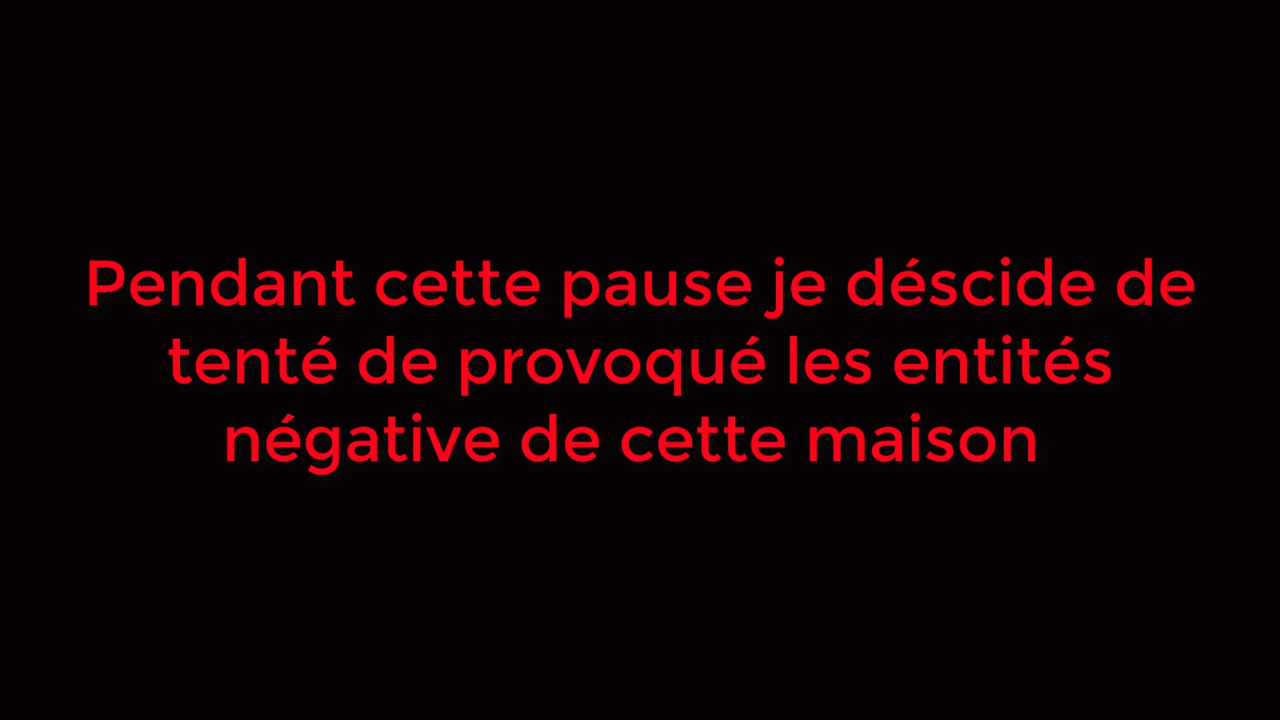 Pendant cette pause je déscide de
tenté de provoqué les entités
négative de cette maison